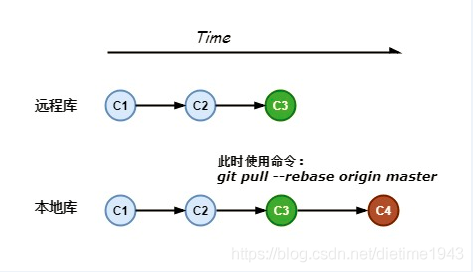 Time
远程库
C1
C2
C3
此时使用命令：
git pull --rebase origin master
本地库
C1
C2
C3
C4
https://blog.csdn.net/dietime1943